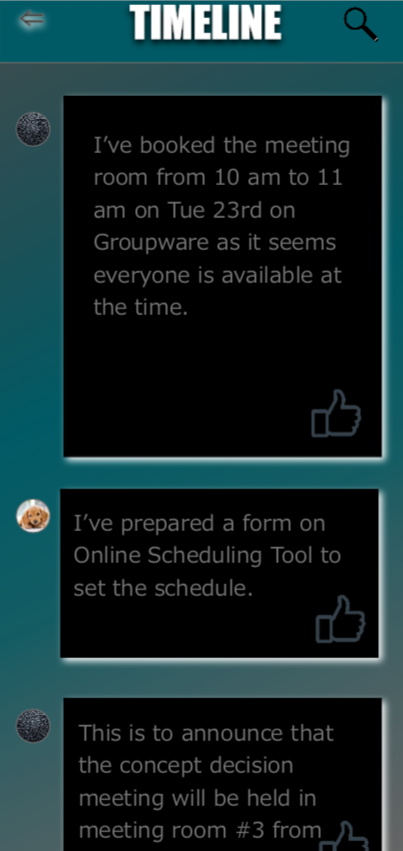 TIMELINE
I’ve booked the meeting
room from 10 am to 11
am on Tue 23rd on
Groupware as it seems
everyone is available at
the time.
I’ve prepared a form on
Online Scheduling Tool to
set the schedule.
This is to announce that
the concept decision
meeting will be held in
meeting room #3 from